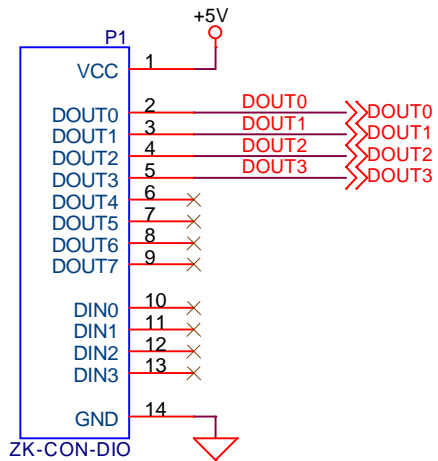 +5V
P1
VCC 1
DOUT0 2 DOUT0 DOUT0
DOUT1 3 DOUT1 DOUT1
DOUT2 4 DOUT2 DOUT2
DOUT3 5 DOUT3 DOUT3
DOUT4 6
DOUT5 7
DOUT6 8
DOUT7 9
DIN0 10
DIN1 11
DIN2 12
DIN3 13
GND 14
ZK-CON-DIO